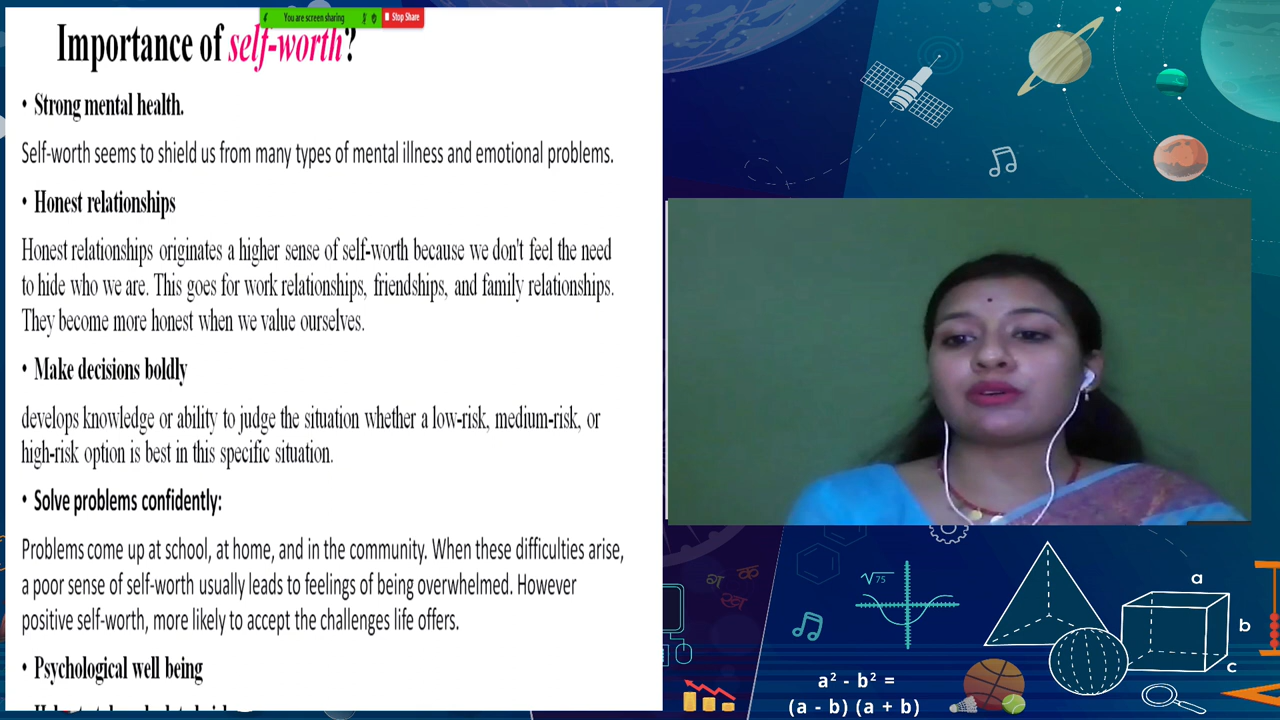 You are screen sharing
Stop Share
Importance of self-worth?
• Strong mental health.
Self-worth seems to shield us from many types of mental illness and emotional problems.
• Honest relationships
Honest relationships originates a higher sense of self-worth because we don't feel the need
to hide who we are. This goes for work relationships, friendships, and family relationships.
They become more honest when we value ourselves.
• Make decisions boldly
develops knowledge or ability to judge the situation whether a low-risk, medium-risk, or
high-risk option is best in this specific situation.
• Solve problems confidently:
Problems come up at school, at home, and in the community. When these difficulties arise,
a poor sense of self-worth usually leads to feelings of being overwhelmed. However
positive self-worth, more likely to accept the challenges life offers.
• Psychological well being
ग क
ख
√75
a
b
c
a² - b² =
(a - b) (a + b)